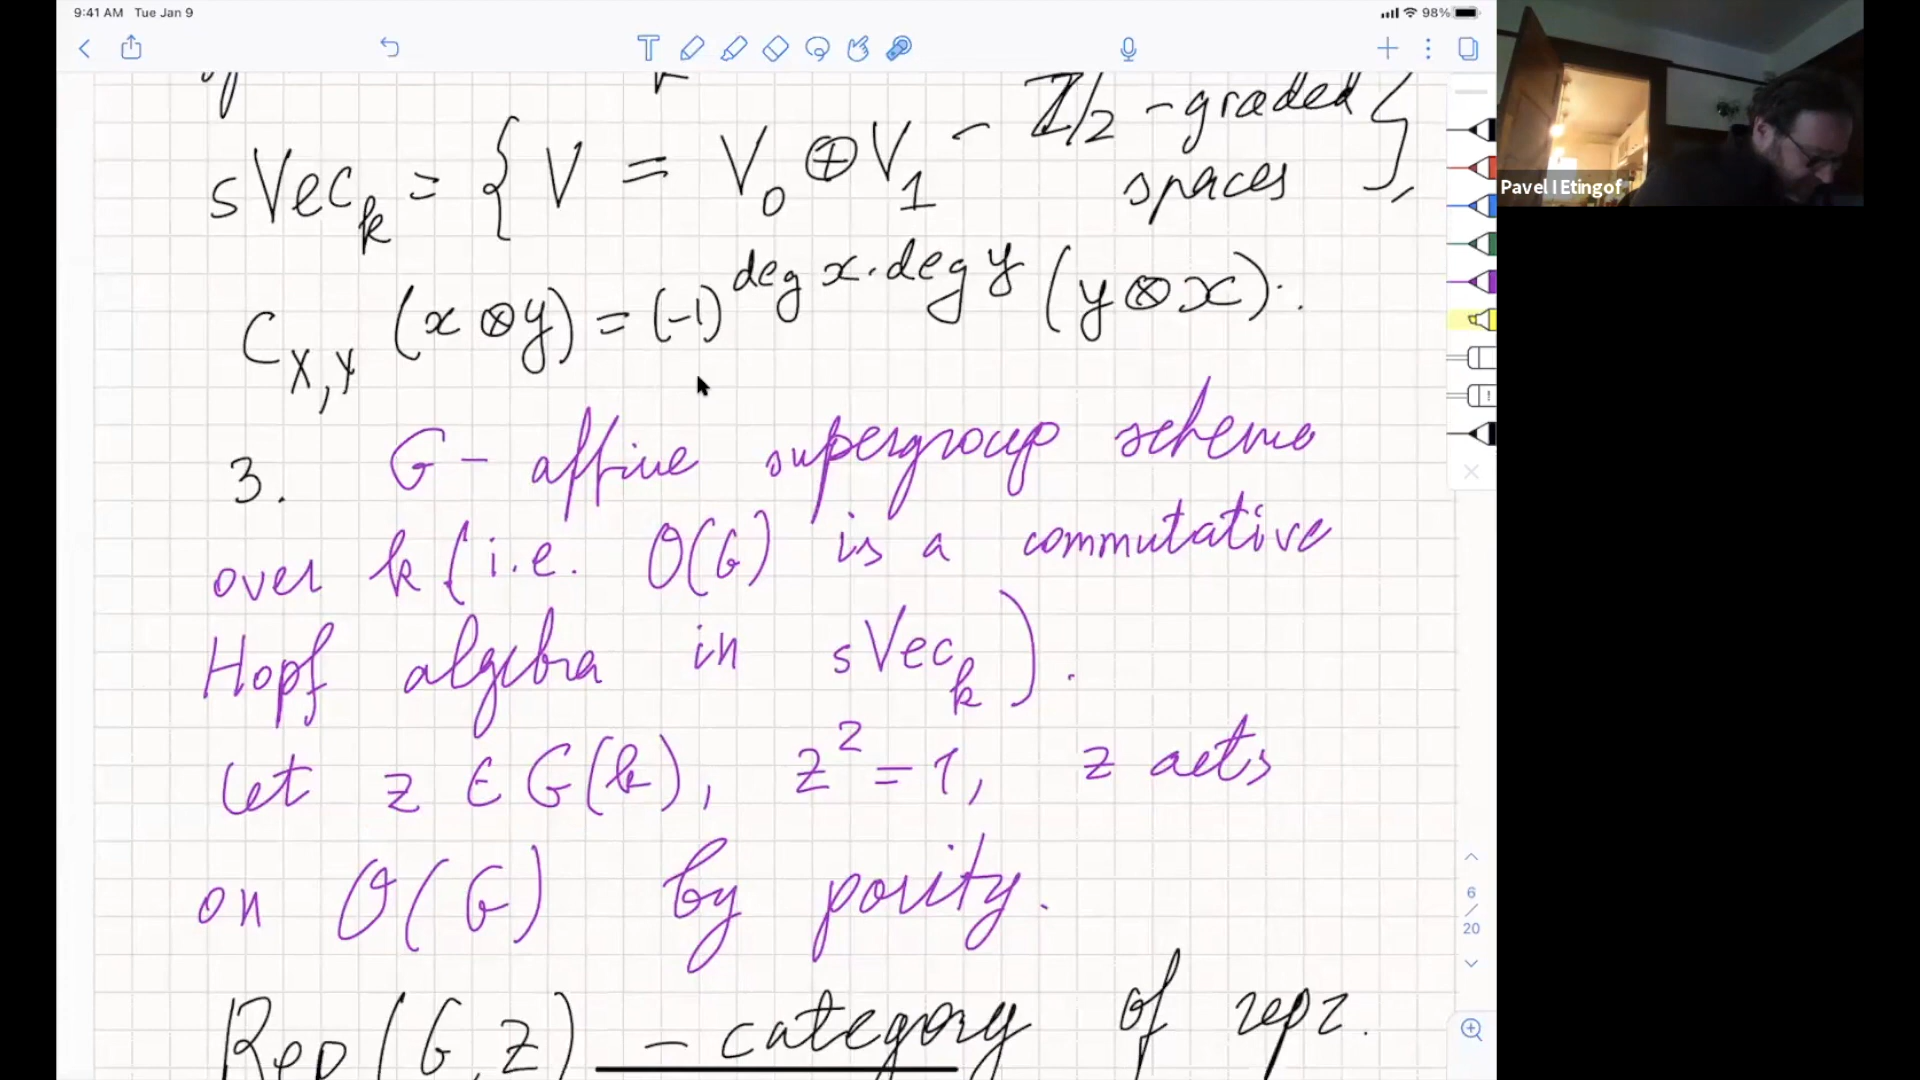 9:41 AM Tue Jan 9
98%
Z/2 - graded
sVec_k = { V = V_0 ⊕ V_1 - spaces },
C_{X,Y} (x ⊗ y) = (-1)^{deg x · deg y} (y ⊗ x).
3. G - affine supergroup scheme
over k (i.e. O(G) is a commutative
Hopf algebra in sVec_k).
Let z ∈ G(k), z^2 = 1, z acts
on O(G) by parity.
Rep(G, z) - category of repr.
6
/
20
Pavel I Etingof